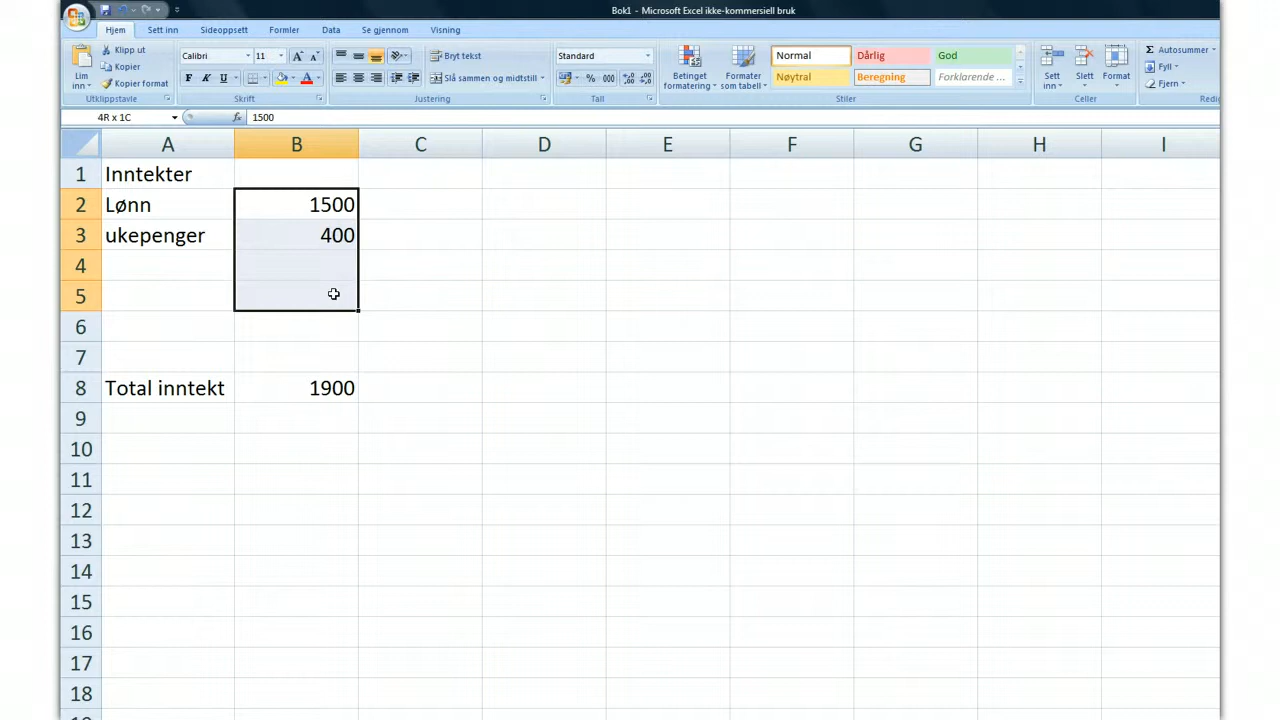 Bok1 - Microsoft Excel ikke-kommersiell bruk
Hjem Sett inn Sideoppsett Formler Data Se gjennom Visning
Lim inn
Klipp ut
Kopier
Kopier format
Utklippstavle
Calibri 11
F K U
Skrift
Bryt tekst
Slå sammen og midtstill
Justering
Standard
% 000
Tall
Betinget formatering
Formater som tabell
Normal Dårlig God
Nøytral Beregning Forklarende ...
Stiler
Sett inn
Slett
Format
Celler
Σ Autosummer
Fyll
Fjern
Redig
4R x 1C fx 1500
A B C D E F G H I
1 Inntekter
2 Lønn 1500
3 ukepenger 400
4
5
6
7
8 Total inntekt 1900
9
10
11
12
13
14
15
16
17
18